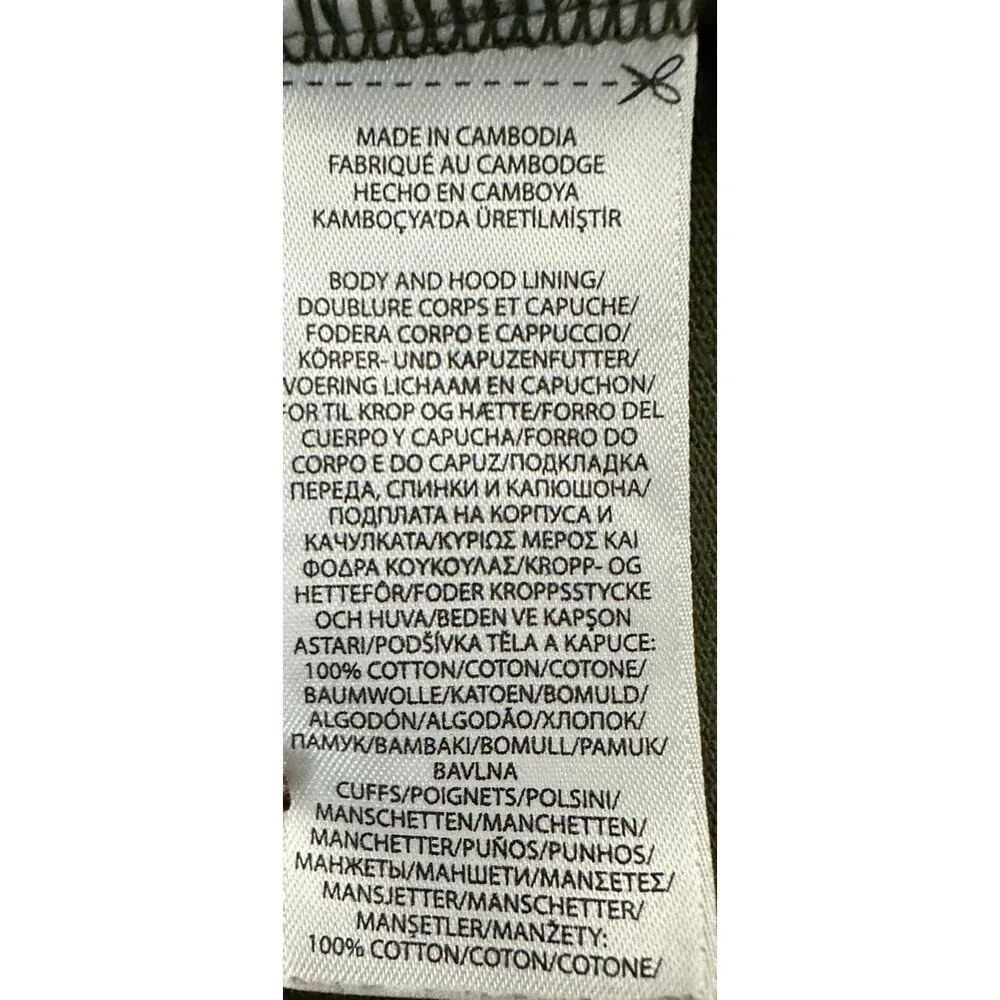 MADE IN CAMBODIA
FABRIQUÉ AU CAMBODGE
HECHO EN CAMBOYA
KAMBOÇYA'DA ÜRETİLMİŞTİR
BODY AND HOOD LINING/
DOUBLURE CORPS ET CAPUCHE/
FODERA CORPO E CAPPUCCIO/
KÖRPER- UND KAPUZENFUTTER/
VOERING LICHAAM EN CAPUCHON/
FOR TIL KROP OG HÆTTE/FORRO DEL
CUERPO Y CAPUCHA/FORRO DO
CORPO E DO CAPUZ/ПОДКЛАДКА
ПЕРЕДА, СПИНКИ И КАПЮШОНА/
ПОДПЛАТА НА КОРПУСА И
КАЧУЛКАТА/ΚΥΡΙΩΣ ΜΕΡΟΣ ΚΑΙ
ΦΟΔΡΑ ΚΟΥΚΟΥΛΑΣ/KROPP- OG
HETTEFÔR/FODER KROPPSSTYCKE
OCH HUVA/BEDEN VE KAPŞON
ASTARI/PODŠÍVKA TĚLA A KAPUCE:
100% COTTON/COTON/COTONE/
BAUMWOLLE/KATOEN/BOMULD/
ALGODÓN/ALGODÃO/ХЛОПОК/
ПАМУК/ΒΑΜΒΑΚΙ/BOMULL/PAMUK/
BAVLNA
CUFFS/POIGNETS/POLSINI/
MANSCHETTEN/MANCHETTEN/
MANCHETTER/PUÑOS/PUNHOS/
МАНЖЕТЫ/МАНШЕТИ/ΜΑΝΣΕΤΕΣ/
MANSJETTER/MANSCHETTER/
MANŞETLER/MANŽETY:
100% COTTON/COTON/COTONE/